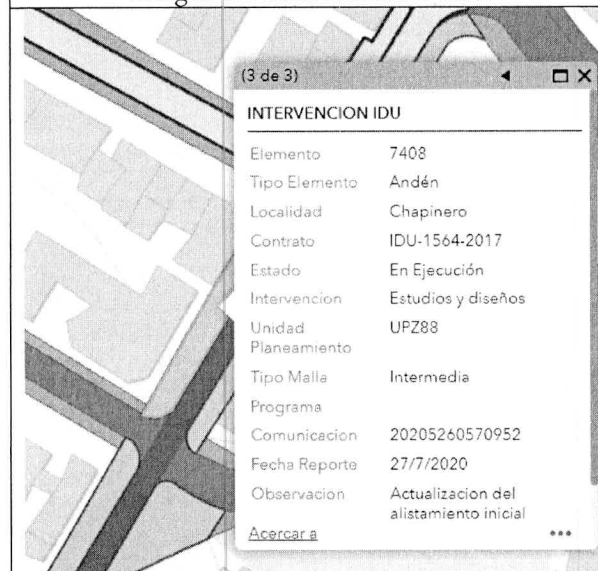 (3 de 3)
INTERVENCION IDU
Elemento 7408
Tipo Elemento Andén
Localidad Chapinero
Contrato IDU-1564-2017
Estado En Ejecución
Intervencion Estudios y diseños
Unidad Planeamiento UPZ88
Tipo Malla Intermedia
Programa
Comunicacion 20205260570952
Fecha Reporte 27/7/2020
Observacion Actualizacion del
alistamiento inicial
Acercar a